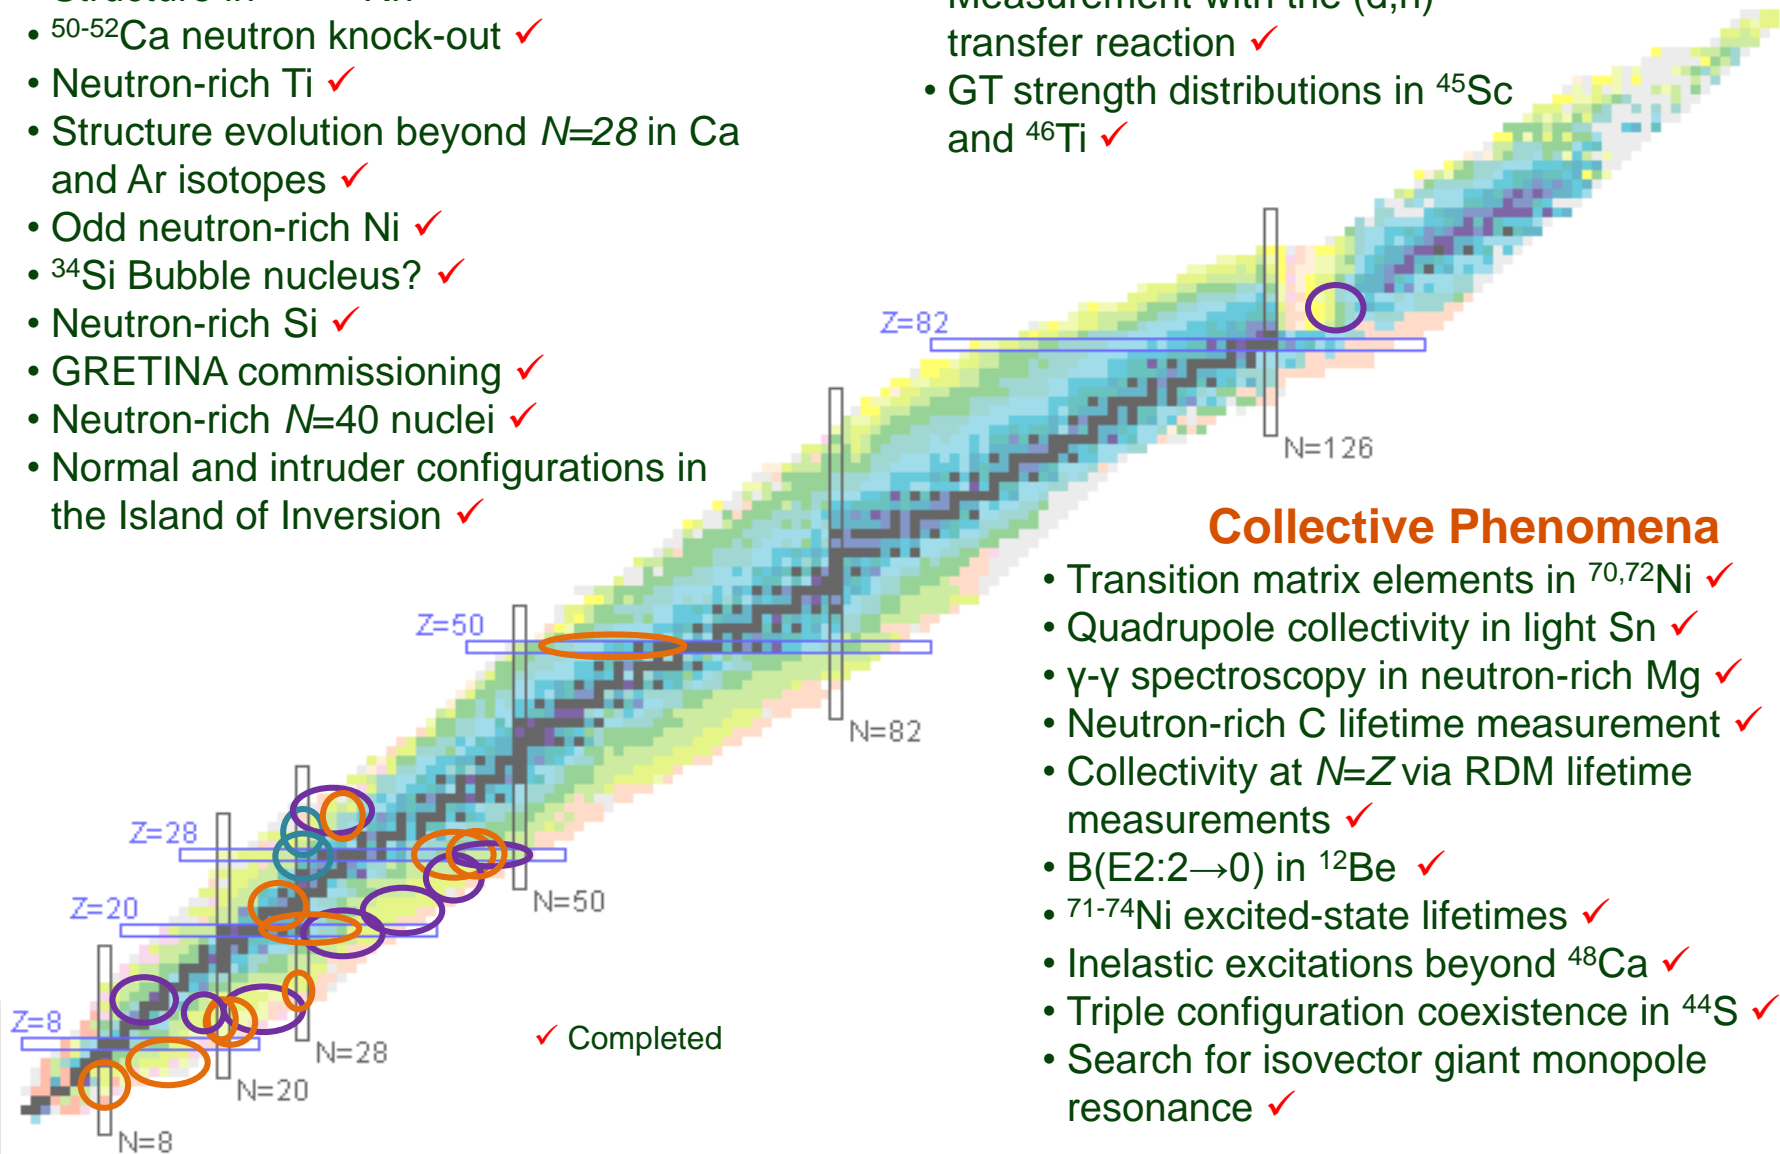 • ⁵⁰⁻⁵²Ca neutron knock-out ✓
• Neutron-rich Ti ✓
• Structure evolution beyond N=28 in Ca
and Ar isotopes ✓
• Odd neutron-rich Ni ✓
• ³⁴Si Bubble nucleus? ✓
• Neutron-rich Si ✓
• GRETINA commissioning ✓
• Neutron-rich N=40 nuclei ✓
• Normal and intruder configurations in
the Island of Inversion ✓
Measurement with the (d,n)
transfer reaction ✓
• GT strength distributions in ⁴⁵Sc
and ⁴⁶Ti ✓
Z=82
N=126
Z=50
N=82
Z=28
N=50
Z=20
N=28
Z=8
N=20
N=8
✓ Completed
Collective Phenomena
• Transition matrix elements in ⁷⁰,⁷²Ni ✓
• Quadrupole collectivity in light Sn ✓
• γ-γ spectroscopy in neutron-rich Mg ✓
• Neutron-rich C lifetime measurement ✓
• Collectivity at N=Z via RDM lifetime
measurements ✓
• B(E2:2→0) in ¹²Be ✓
• ⁷¹⁻⁷⁴Ni excited-state lifetimes ✓
• Inelastic excitations beyond ⁴⁸Ca ✓
• Triple configuration coexistence in ⁴⁴S ✓
• Search for isovector giant monopole
resonance ✓